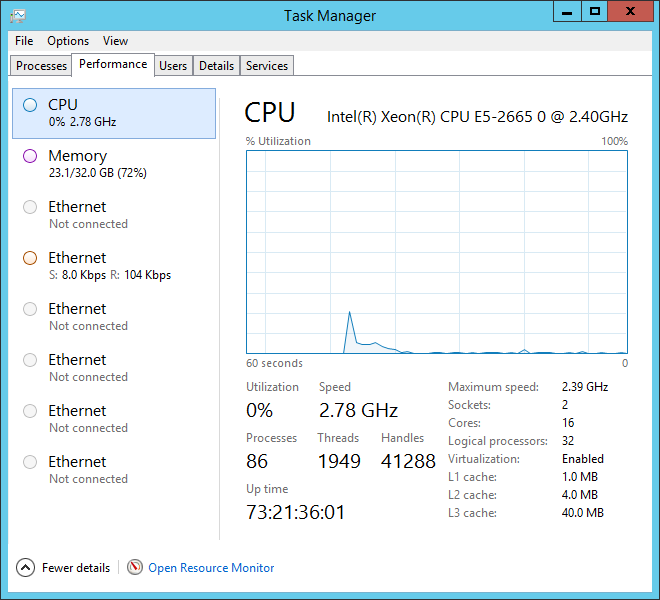 Task Manager
File Options View
Processes Performance Users Details Services
CPU
0% 2.78 GHz
Memory
23.1/32.0 GB (72%)
Ethernet
Not connected
Ethernet
S: 8.0 Kbps R: 104 Kbps
Ethernet
Not connected
Ethernet
Not connected
Ethernet
Not connected
Ethernet
Not connected
CPU Intel(R) Xeon(R) CPU E5-2665 0 @ 2.40GHz
% Utilization 100%
60 seconds 0
Utilization Speed
0% 2.78 GHz
Processes Threads Handles
86 1949 41288
Up time
73:21:36:01
Maximum speed: 2.39 GHz
Sockets: 2
Cores: 16
Logical processors: 32
Virtualization: Enabled
L1 cache: 1.0 MB
L2 cache: 4.0 MB
L3 cache: 40.0 MB
Fewer details Open Resource Monitor